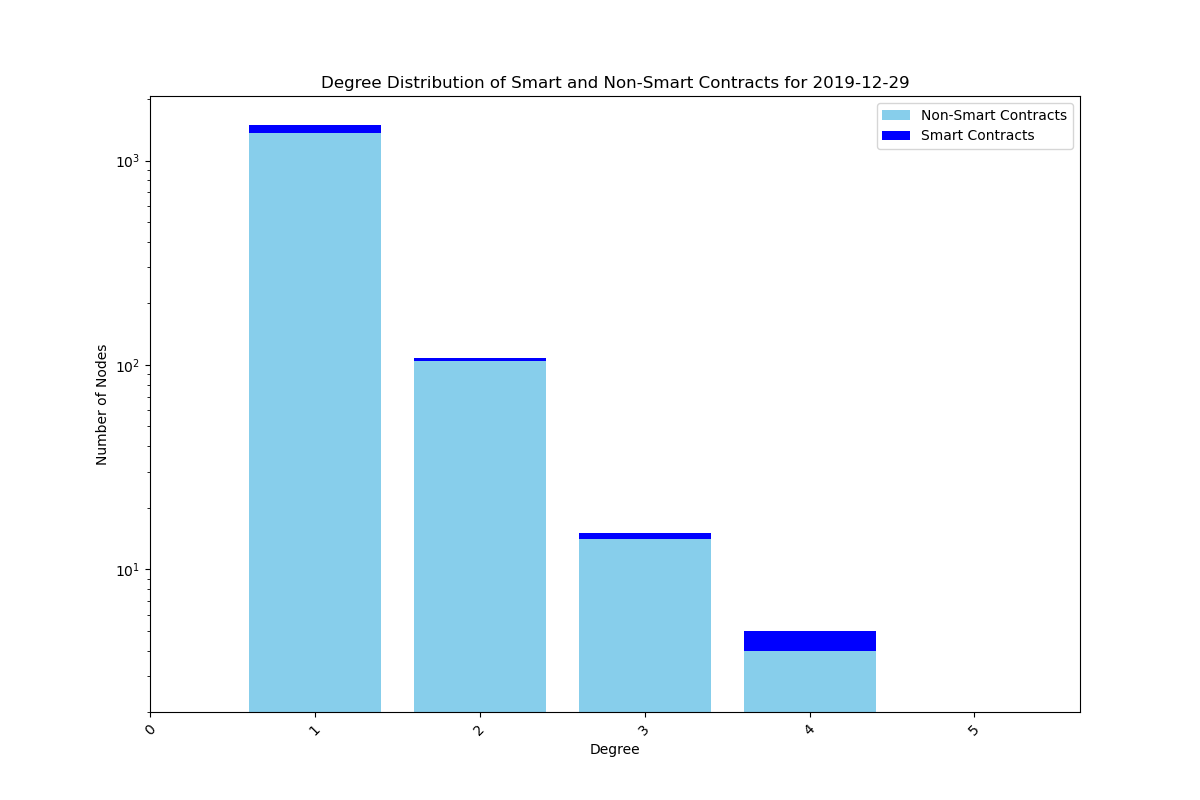 Degree Distribution of Smart and Non-Smart Contracts for 2019-12-29
Non-Smart Contracts
Smart Contracts
Number of Nodes
10³
10²
10¹
0 1 2 3 4 5
Degree